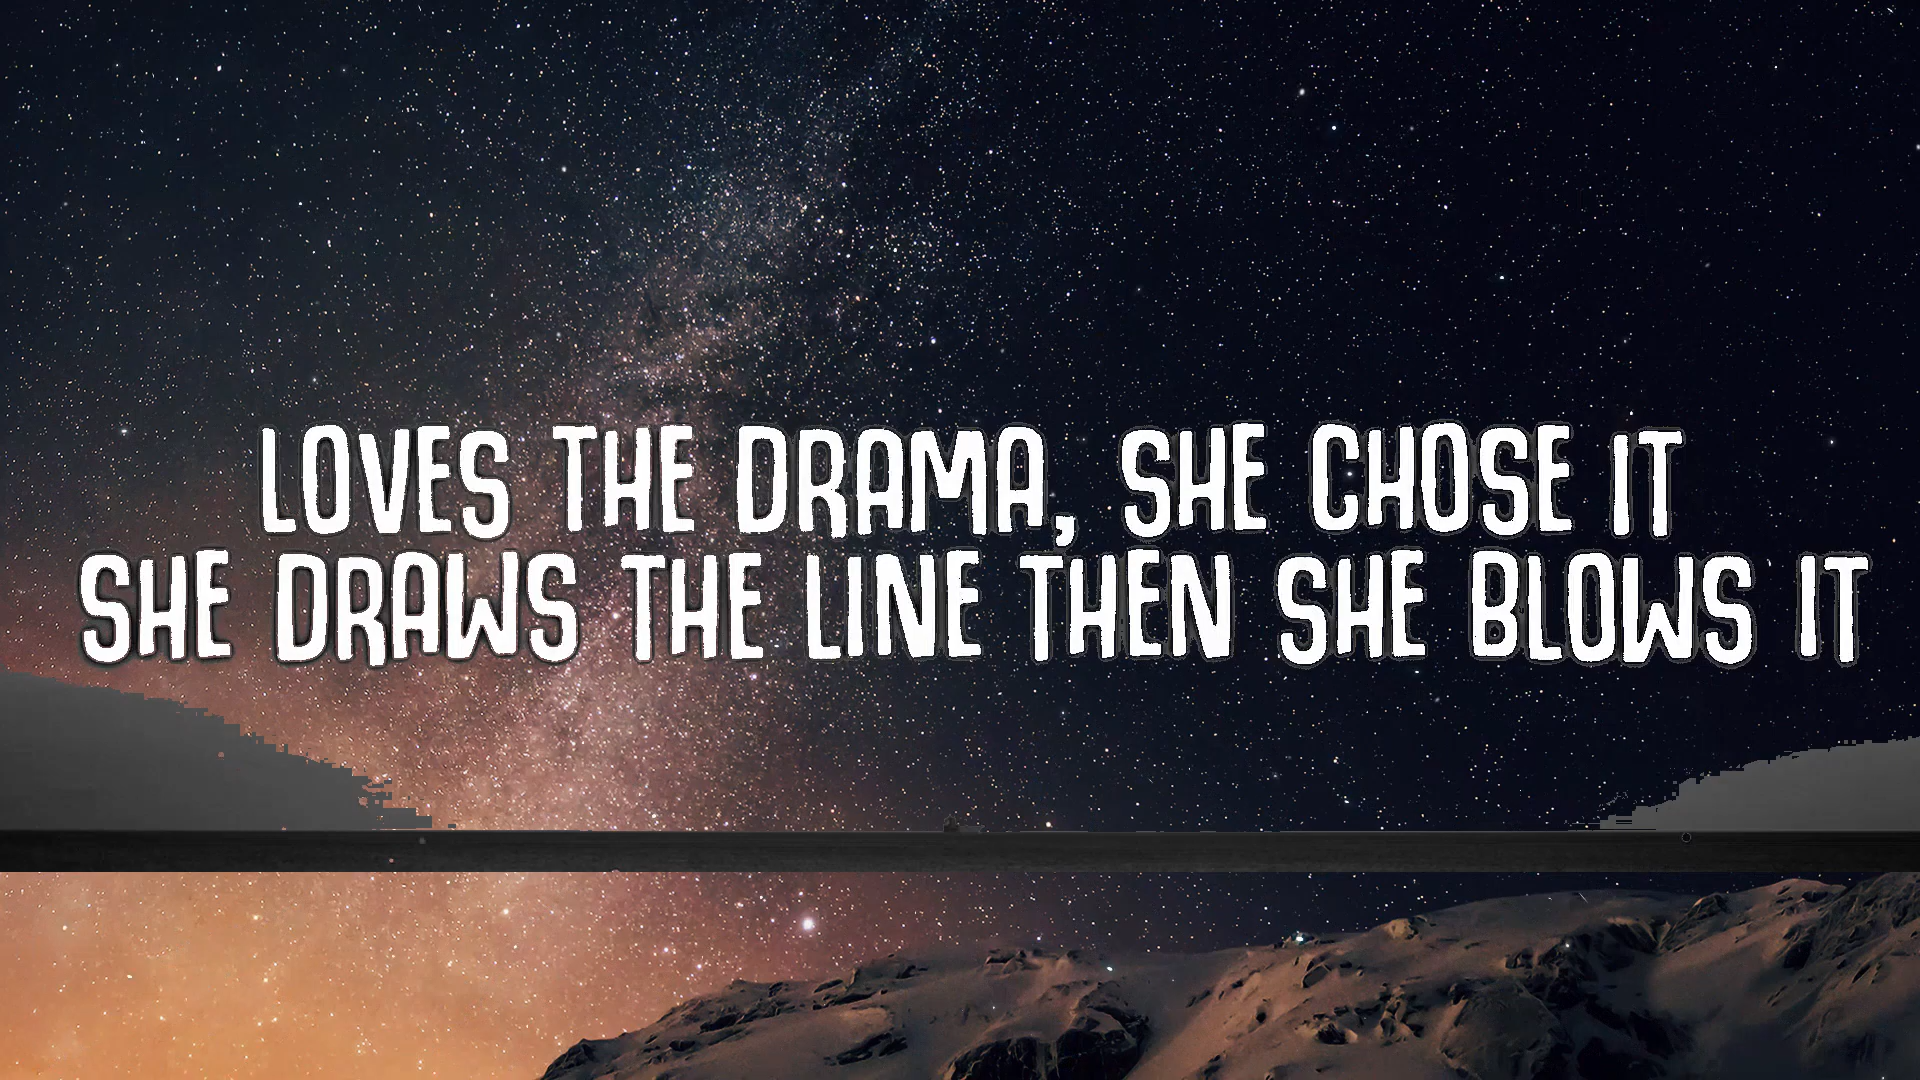 LOVES THE DRAMA, SHE CHOSE IT
SHE DRAWS THE LINE THEN SHE BLOWS IT